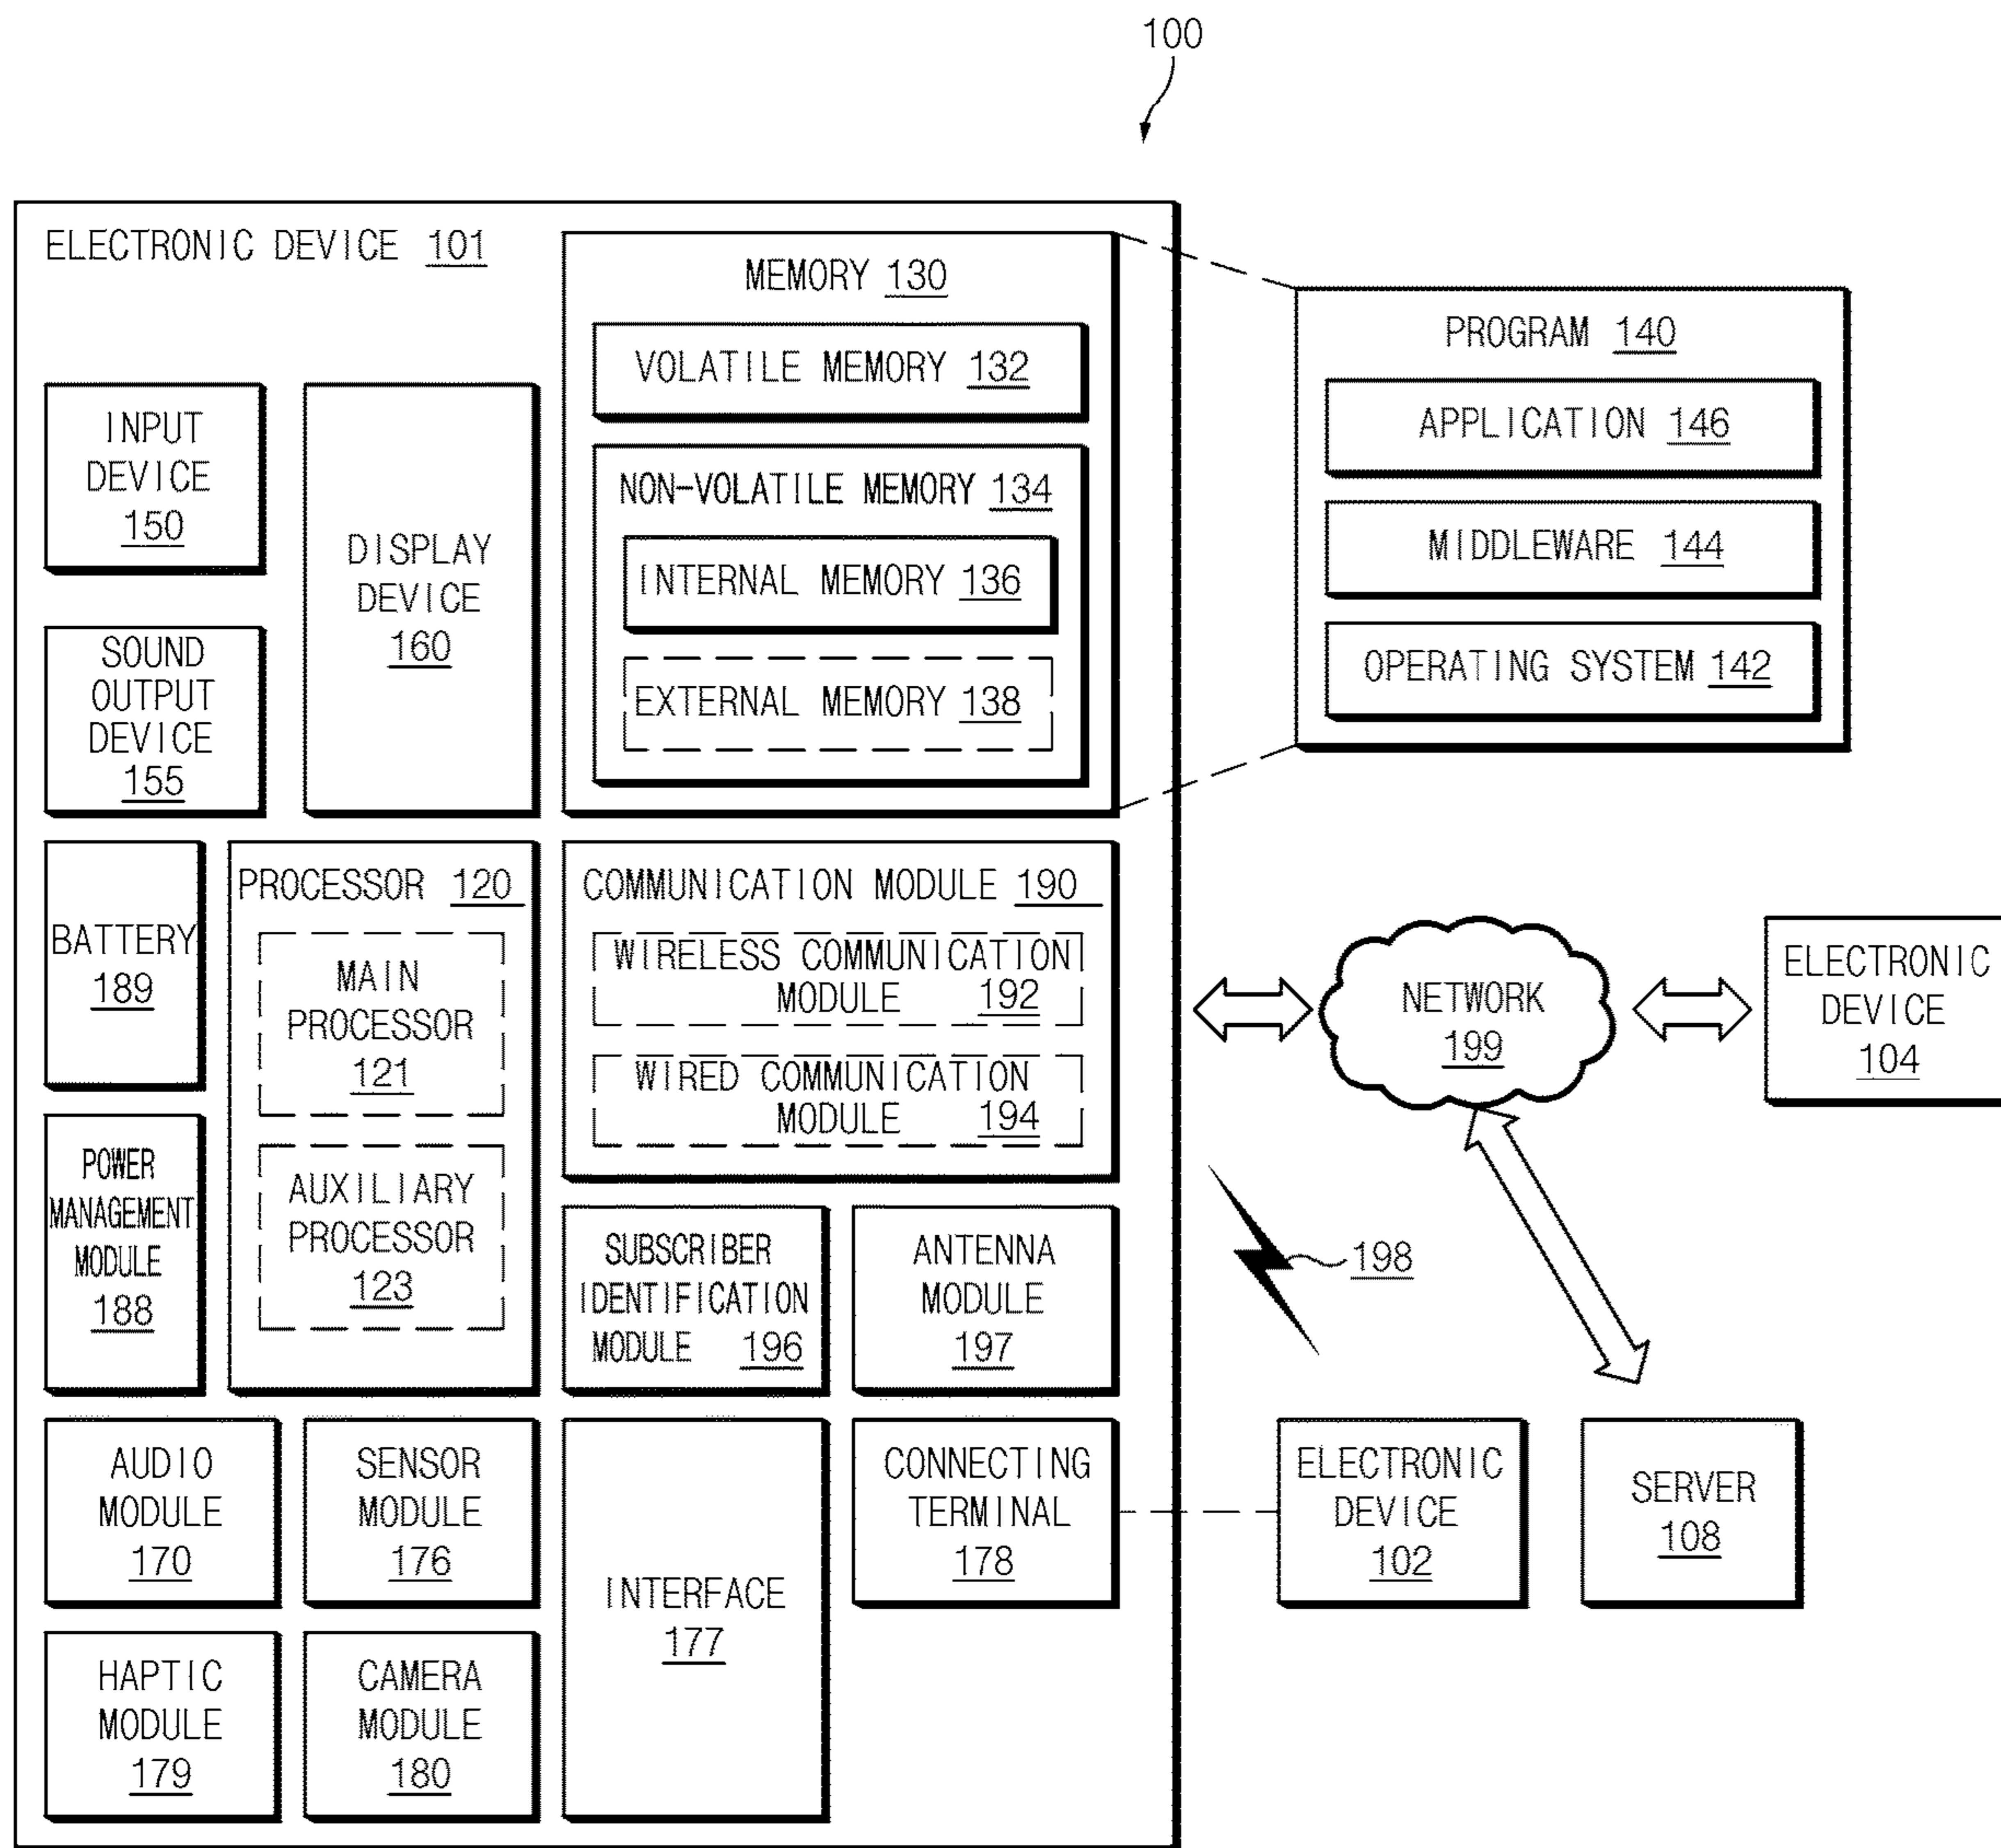 100
ELECTRONIC DEVICE 101
MEMORY 130
VOLATILE MEMORY 132
NON-VOLATILE MEMORY 134
INTERNAL MEMORY 136
EXTERNAL MEMORY 138
PROGRAM 140
APPLICATION 146
MIDDLEWARE 144
OPERATING SYSTEM 142
INPUT
DEVICE
150
DISPLAY
DEVICE
160
SOUND
OUTPUT
DEVICE
155
BATTERY
189
PROCESSOR 120
MAIN
PROCESSOR
121
AUXILIARY
PROCESSOR
123
COMMUNICATION MODULE 190
WIRELESS COMMUNICATION
MODULE 192
WIRED COMMUNICATION
MODULE 194
NETWORK
199
ELECTRONIC
DEVICE
104
POWER
MANAGEMENT
MODULE
188
SUBSCRIBER
IDENTIFICATION
MODULE 196
ANTENNA
MODULE
197
198
AUDIO
MODULE
170
SENSOR
MODULE
176
INTERFACE
177
CONNECTING
TERMINAL
178
ELECTRONIC
DEVICE
102
SERVER
108
HAPTIC
MODULE
179
CAMERA
MODULE
180